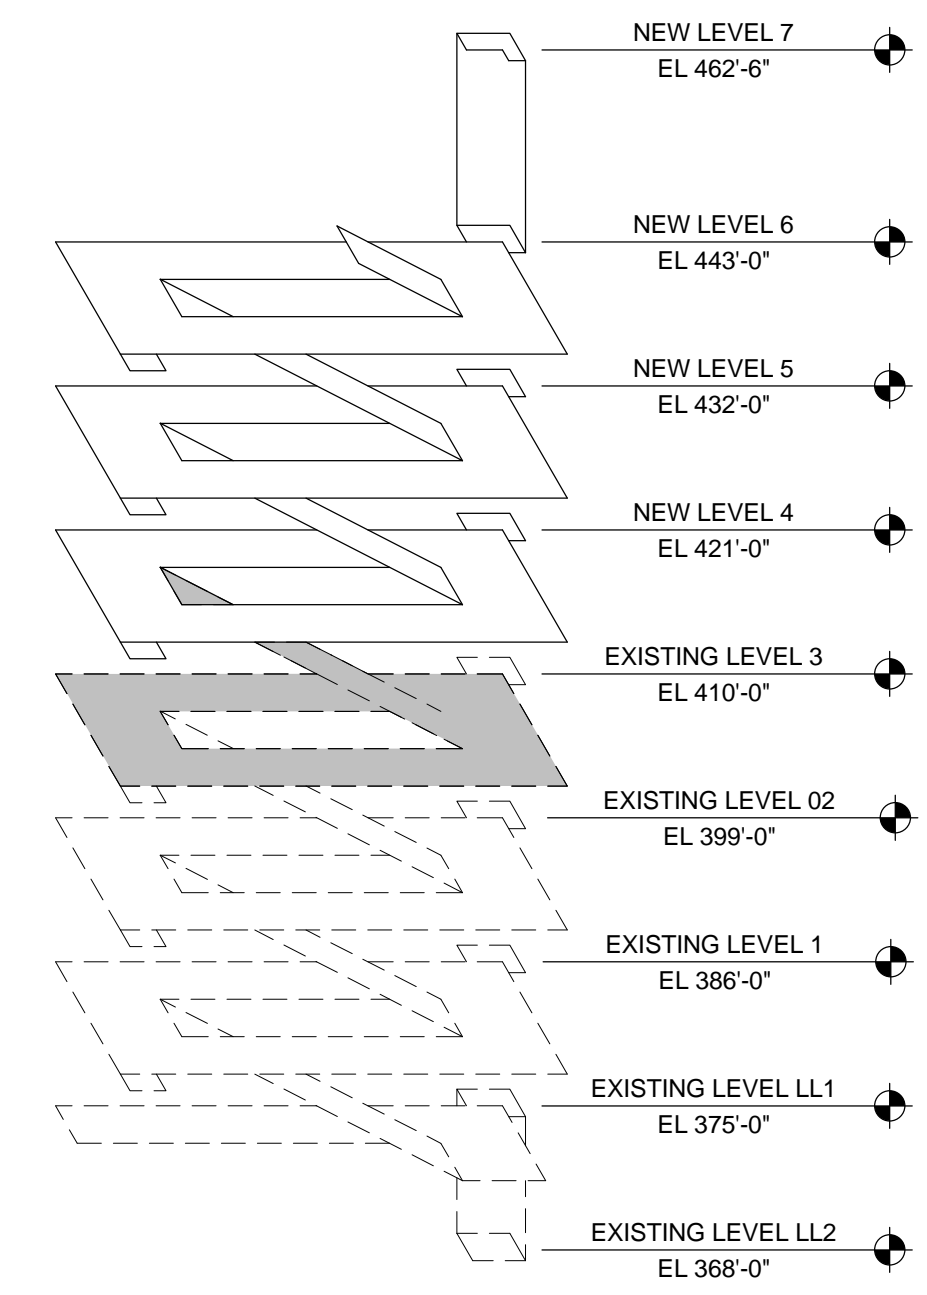 NEW LEVEL 7
EL 462'-6"
NEW LEVEL 6
EL 443'-0"
NEW LEVEL 5
EL 432'-0"
NEW LEVEL 4
EL 421'-0"
EXISTING LEVEL 3
EL 410'-0"
EXISTING LEVEL 02
EL 399'-0"
EXISTING LEVEL 1
EL 386'-0"
EXISTING LEVEL LL1
EL 375'-0"
EXISTING LEVEL LL2
EL 368'-0"